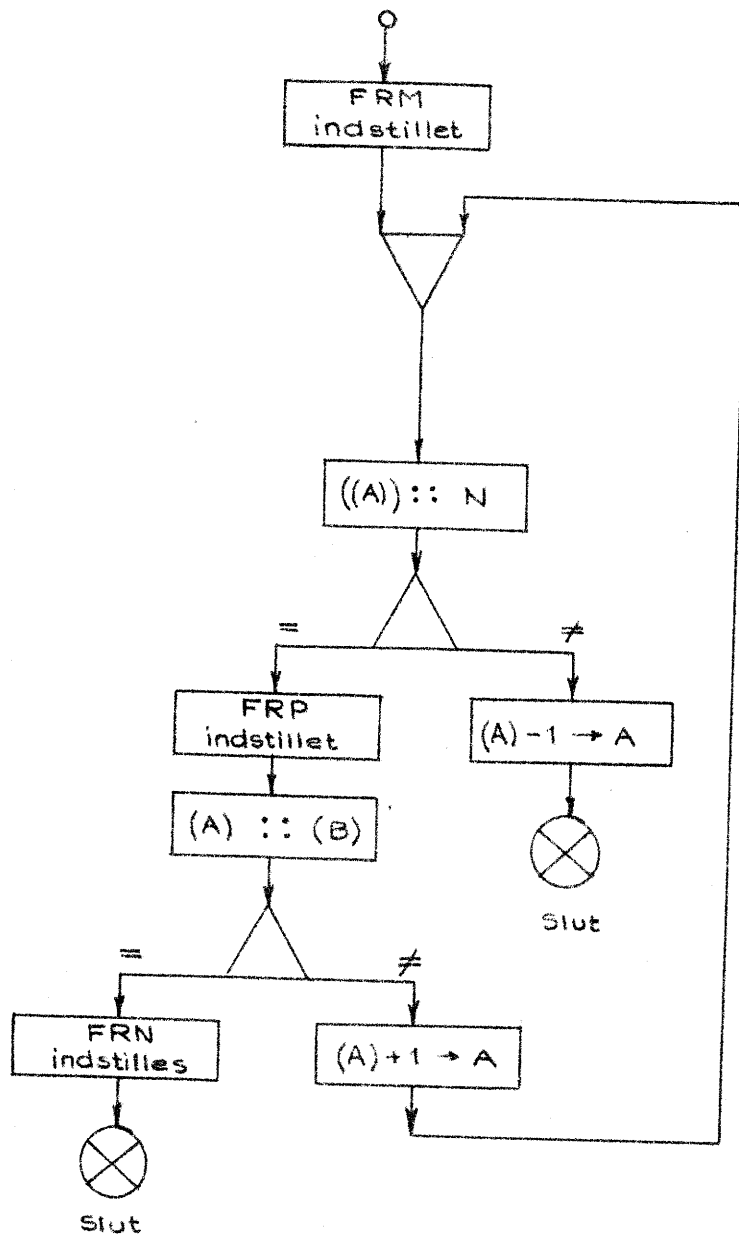 FRM
indstillet
((A)) :: N
=
≠
FRP
indstillet
(A) - 1 → A
(A) :: (B)
Slut
=
≠
FRN
indstilles
(A) + 1 → A
Slut